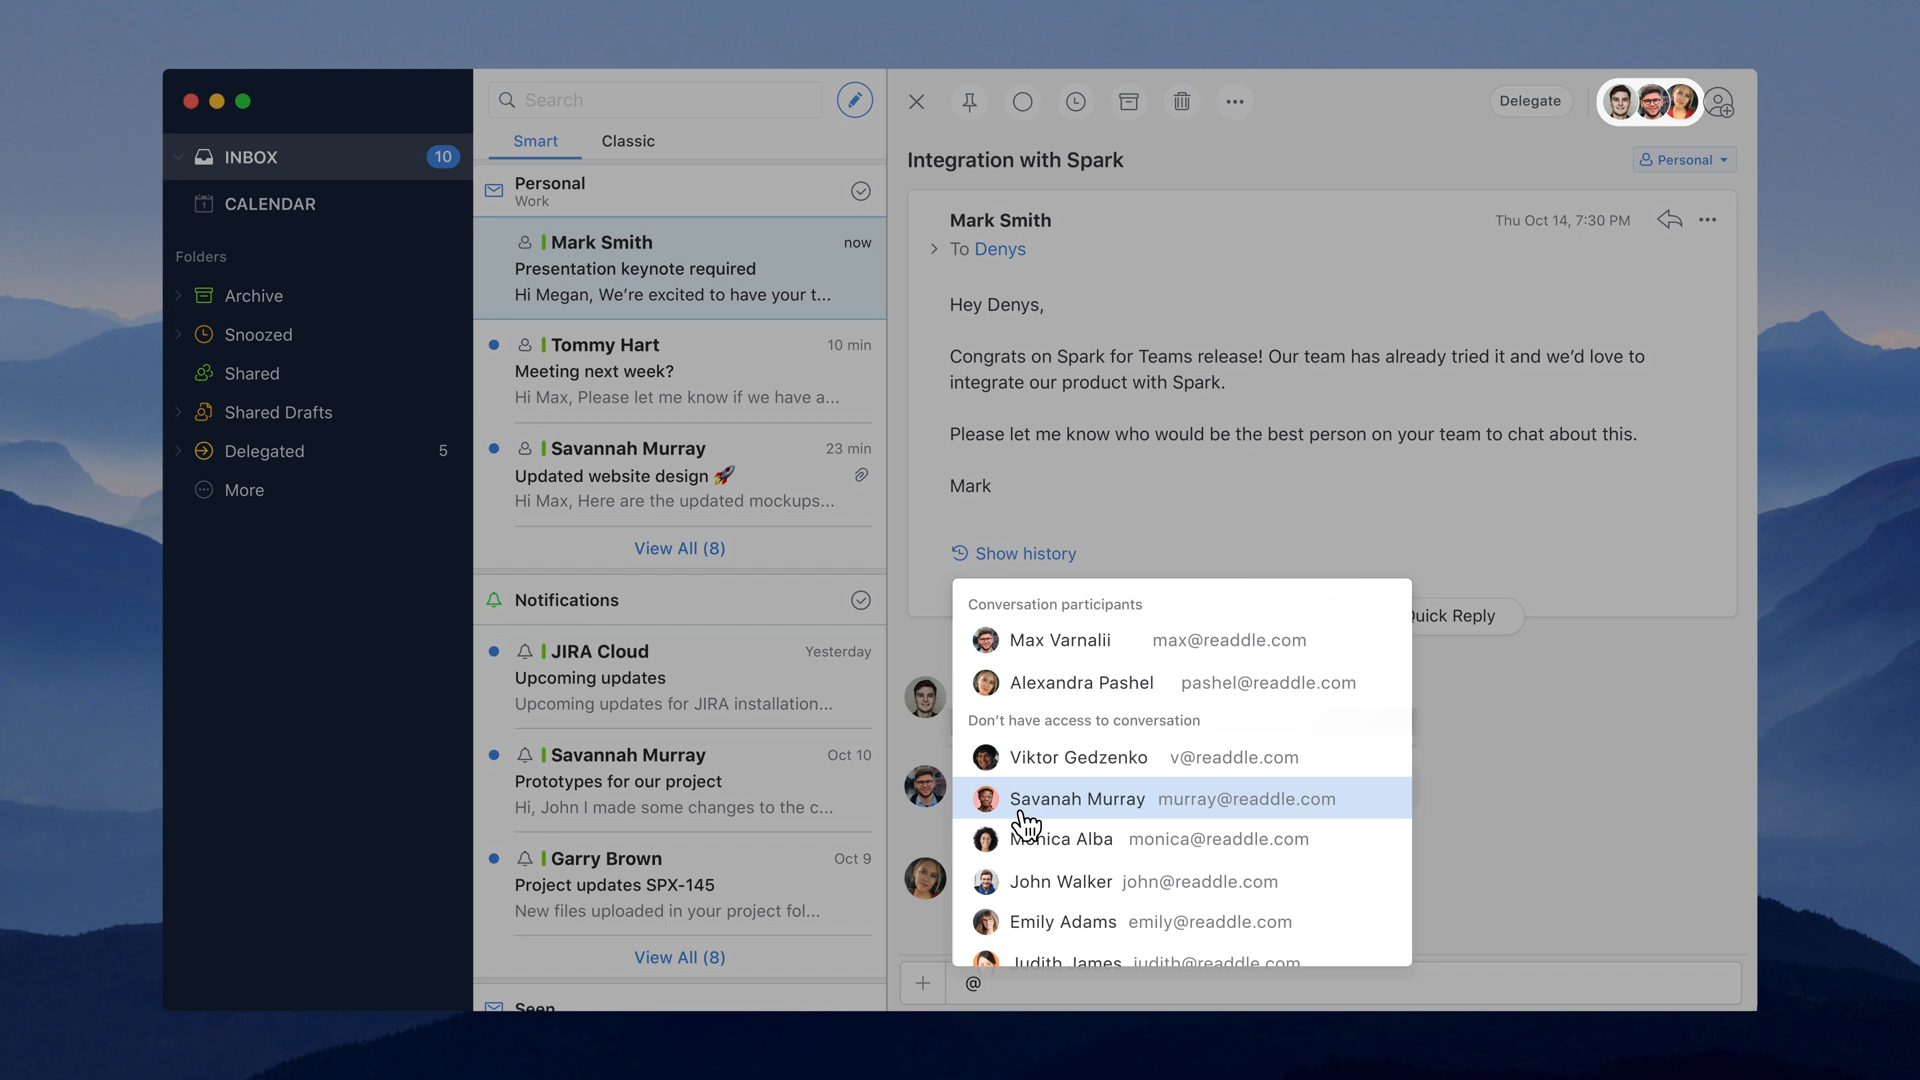 INBOX
10
1
CALENDAR
Folders
Archive
Snoozed
Shared
Shared Drafts
Delegated
5
More
Search
Smart
Classic
Personal
Work
Mark Smith
now
Presentation keynote required
Hi Megan, We’re excited to have your t...
Tommy Hart
10 min
Meeting next week?
Hi Max, Please let me know if we have a...
Savannah Murray
23 min
Updated website design 🚀
Hi Max, Here are the updated mockups...
View All (8)
Notifications
JIRA Cloud
Yesterday
Upcoming updates
Upcoming updates for JIRA installation...
Savannah Murray
Oct 10
Prototypes for our project
Hi, John I made some changes to the c...
Garry Brown
Oct 9
Project updates SPX-145
New files uploaded in your project fol...
View All (8)
Seen
Delegate
Integration with Spark
Personal
Mark Smith
Thu Oct 14, 7:30 PM
To Denys
Hey Denys,
Congrats on Spark for Teams release! Our team has already tried it and we’d love to
integrate our product with Spark.
Please let me know who would be the best person on your team to chat about this.
Mark
Show history
Quick Reply
Conversation participants
Max Varnalii max@readdle.com
Alexandra Pashel pashel@readdle.com
Don’t have access to conversation
Viktor Gedzenko v@readdle.com
Savanah Murray murray@readdle.com
Monica Alba monica@readdle.com
John Walker john@readdle.com
Emily Adams emily@readdle.com
Judith James judith@readdle.com
@